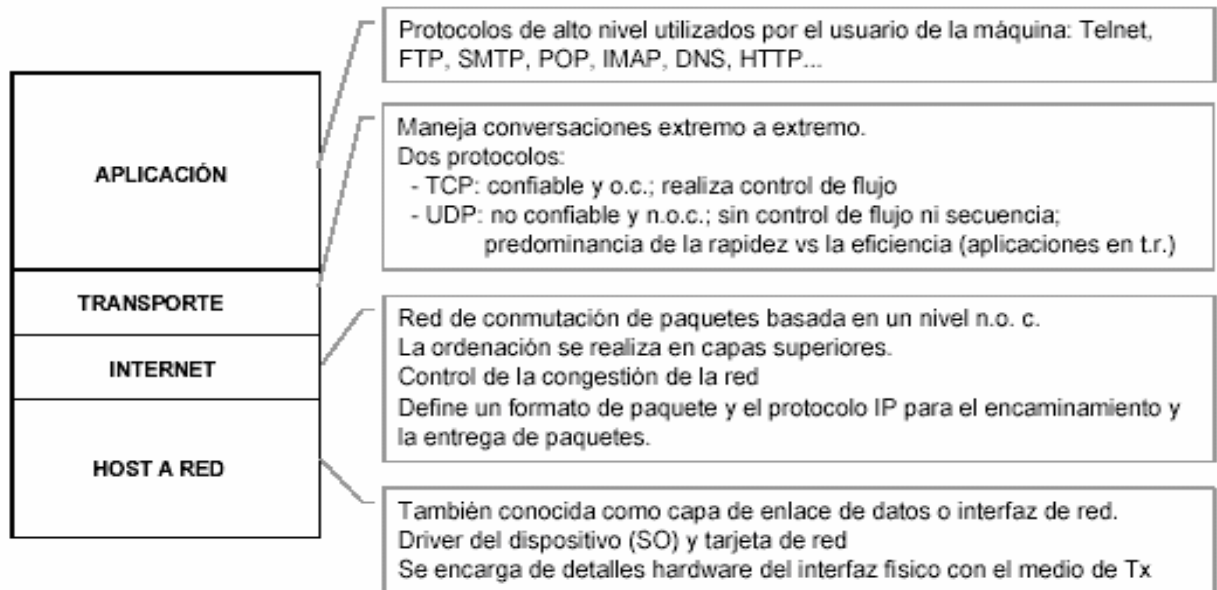 APLICACIÓN
Protocolos de alto nivel utilizados por el usuario de la máquina: Telnet,
FTP, SMTP, POP, IMAP, DNS, HTTP...
TRANSPORTE
Maneja conversaciones extremo a extremo.
Dos protocolos:
- TCP: confiable y o.c.; realiza control de flujo
- UDP: no confiable y n.o.c.; sin control de flujo ni secuencia;
predominancia de la rapidez vs la eficiencia (aplicaciones en t.r.)
INTERNET
Red de conmutación de paquetes basada en un nivel n.o. c.
La ordenación se realiza en capas superiores.
Control de la congestión de la red
Define un formato de paquete y el protocolo IP para el encaminamiento y
la entrega de paquetes.
HOST A RED
También conocida como capa de enlace de datos o interfaz de red.
Driver del dispositivo (SO) y tarjeta de red
Se encarga de detalles hardware del interfaz fisico con el medio de Tx